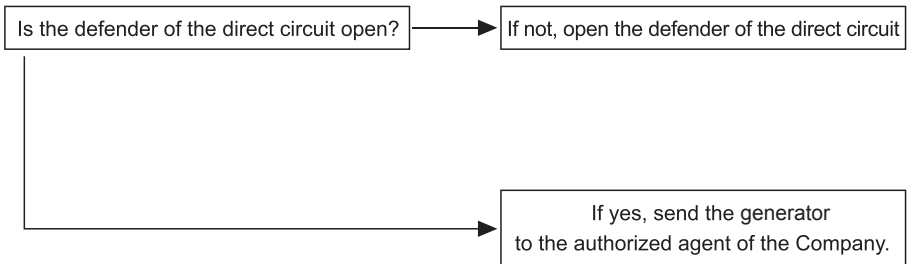 Is the defender of the direct circuit open?
If not, open the defender of the direct circuit
If yes, send the generator
to the authorized agent of the Company.